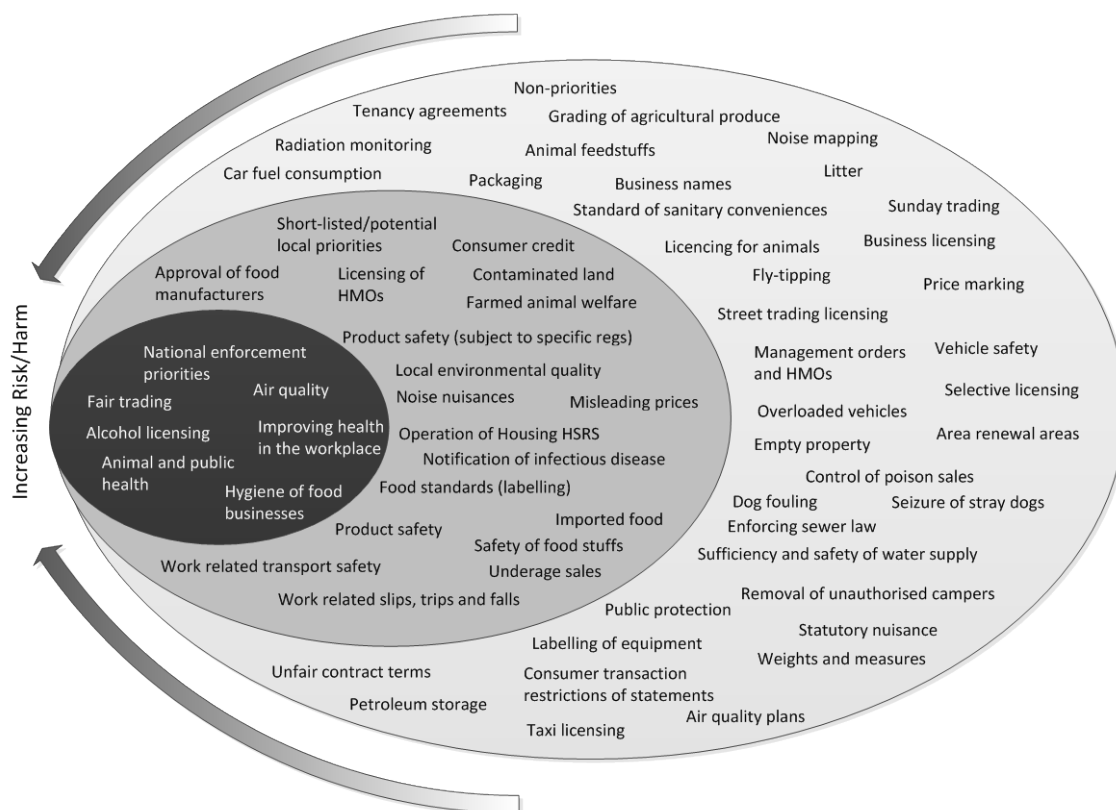 Non-priorities
Tenancy agreements
Grading of agricultural produce
Noise mapping
Radiation monitoring
Animal feedstuffs
Litter
Car fuel consumption
Packaging
Business names
Standard of sanitary conveniences
Sunday trading
Short-listed/potential
local priorities
Consumer credit
Licencing for animals
Business licensing
Approval of food
manufacturers
Licensing of
HMOs
Contaminated land
Fly-tipping
Price marking
Farmed animal welfare
Street trading licensing
Increasing Risk/Harm
Product safety (subject to specific regs)
National enforcement
priorities
Management orders
and HMOs
Vehicle safety
Air quality
Local environmental quality
Fair trading
Noise nuisances
Misleading prices
Selective licensing
Overloaded vehicles
Alcohol licensing
Improving health
in the workplace
Operation of Housing HSRS
Empty property
Area renewal areas
Animal and public
health
Notification of infectious disease
Control of poison sales
Hygiene of food
businesses
Food standards (labelling)
Dog fouling
Seizure of stray dogs
Product safety
Imported food
Enforcing sewer law
Safety of food stuffs
Sufficiency and safety of water supply
Work related transport safety
Underage sales
Work related slips, trips and falls
Public protection
Removal of unauthorised campers
Labelling of equipment
Statutory nuisance
Weights and measures
Unfair contract terms
Consumer transaction
restrictions of statements
Petroleum storage
Air quality plans
Taxi licensing